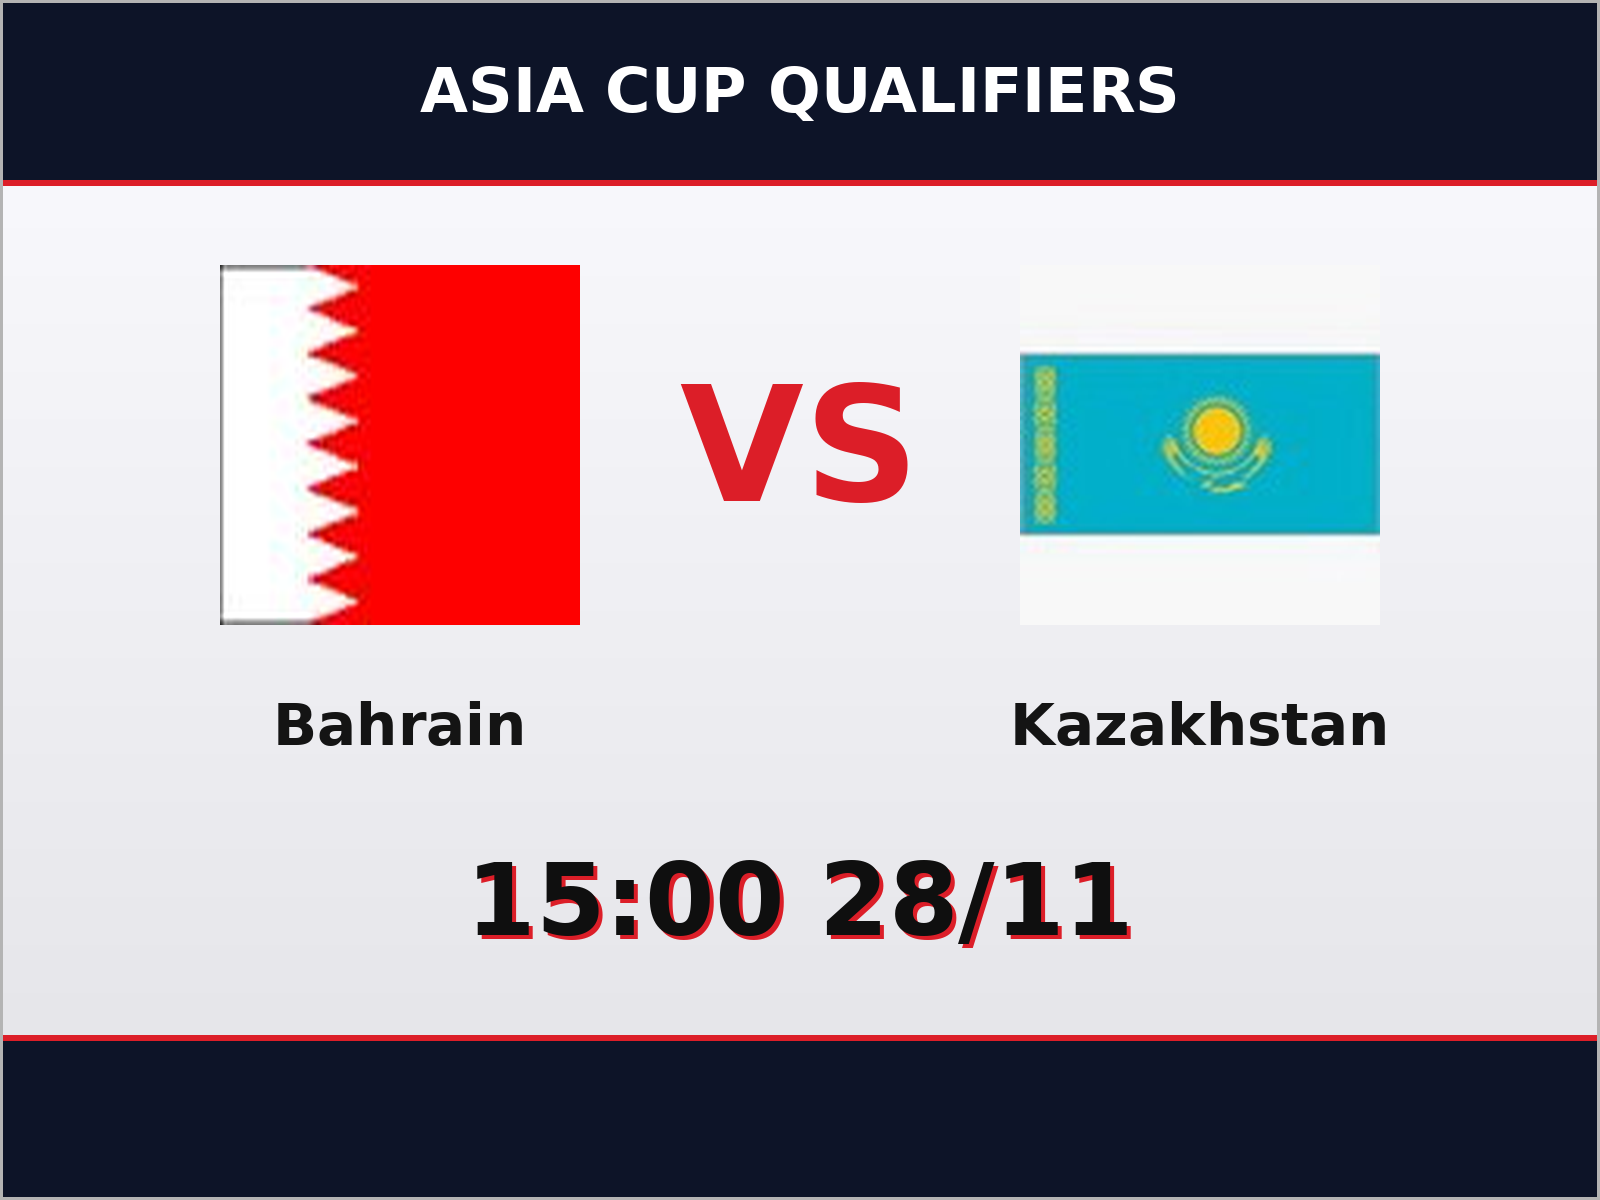 ASIA CUP QUALIFIERS
VS
Bahrain
Kazakhstan
15:00 28/11